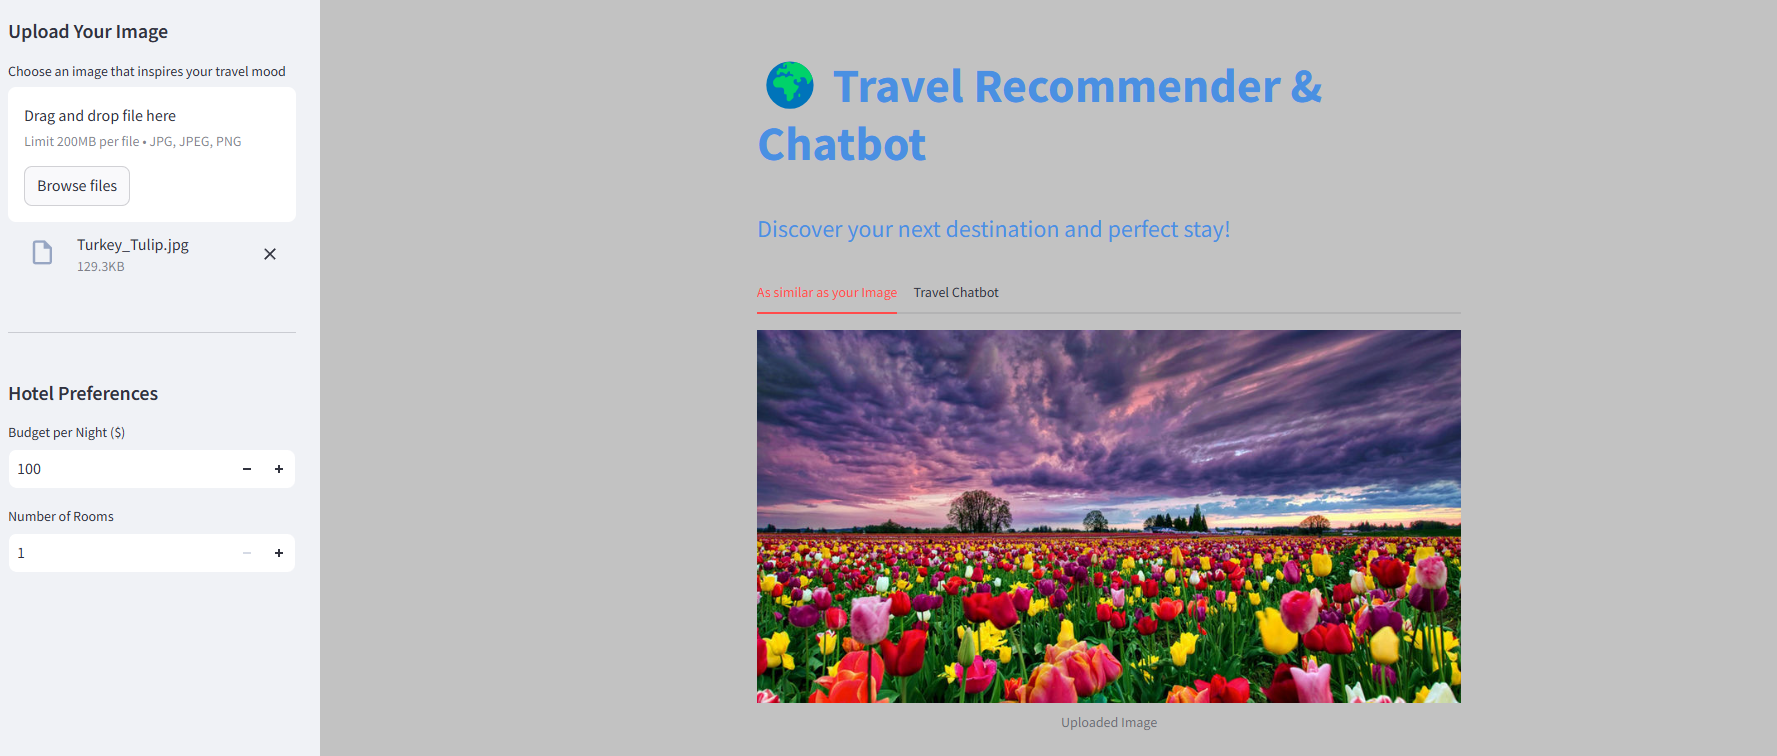 Upload Your Image
Choose an image that inspires your travel mood
Drag and drop file here
Limit 200MB per file • JPG, JPEG, PNG
Browse files
Turkey_Tulip.jpg
129.3KB
Hotel Preferences
Budget per Night ($)
100
Number of Rooms
1
Travel Recommender &
Chatbot
Discover your next destination and perfect stay!
As similar as your Image
Travel Chatbot
Uploaded Image